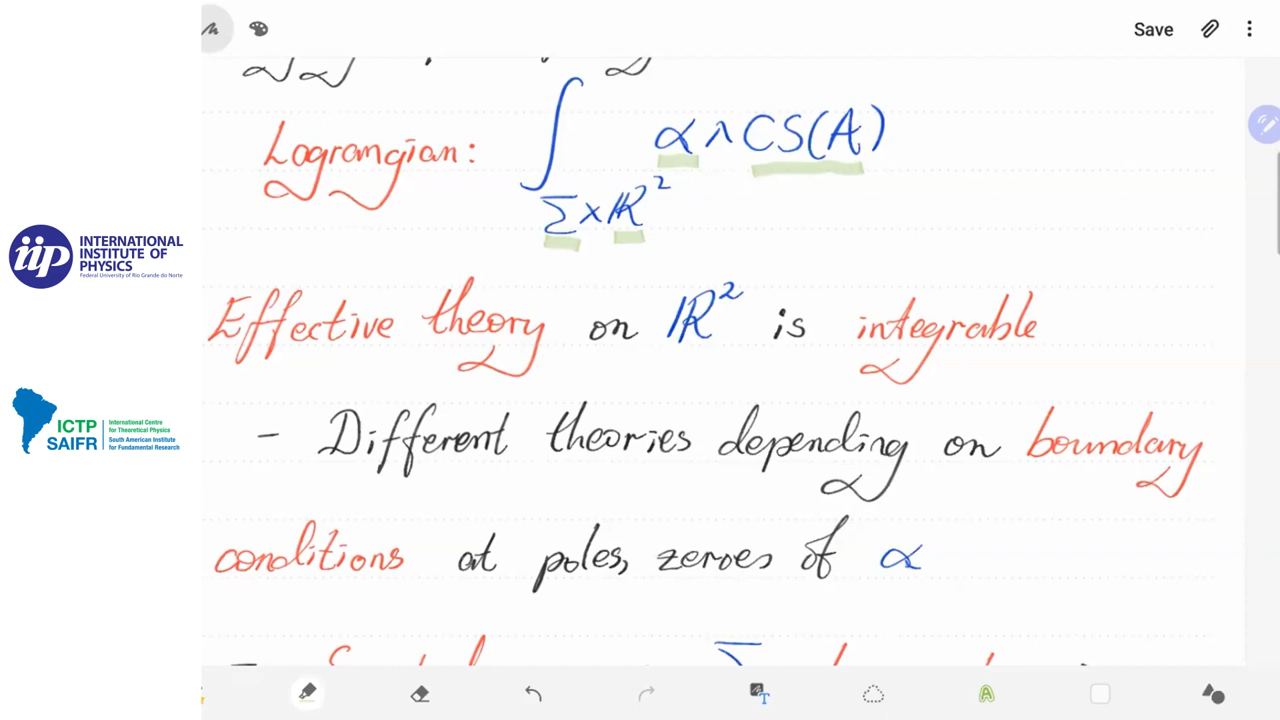 Save
Lagrangian: ∫ α ∧ CS(A)
Σ × ℝ²
INTERNATIONAL
INSTITUTE OF
PHYSICS
Federal University of Rio Grande do Norte
iip
Effective theory on ℝ² is integrable
- Different theories depending on boundary
conditions at poles, zeroes of α
ICTP
SAIFR
International Centre
for Theoretical Physics
South American Institute
for Fundamental Research